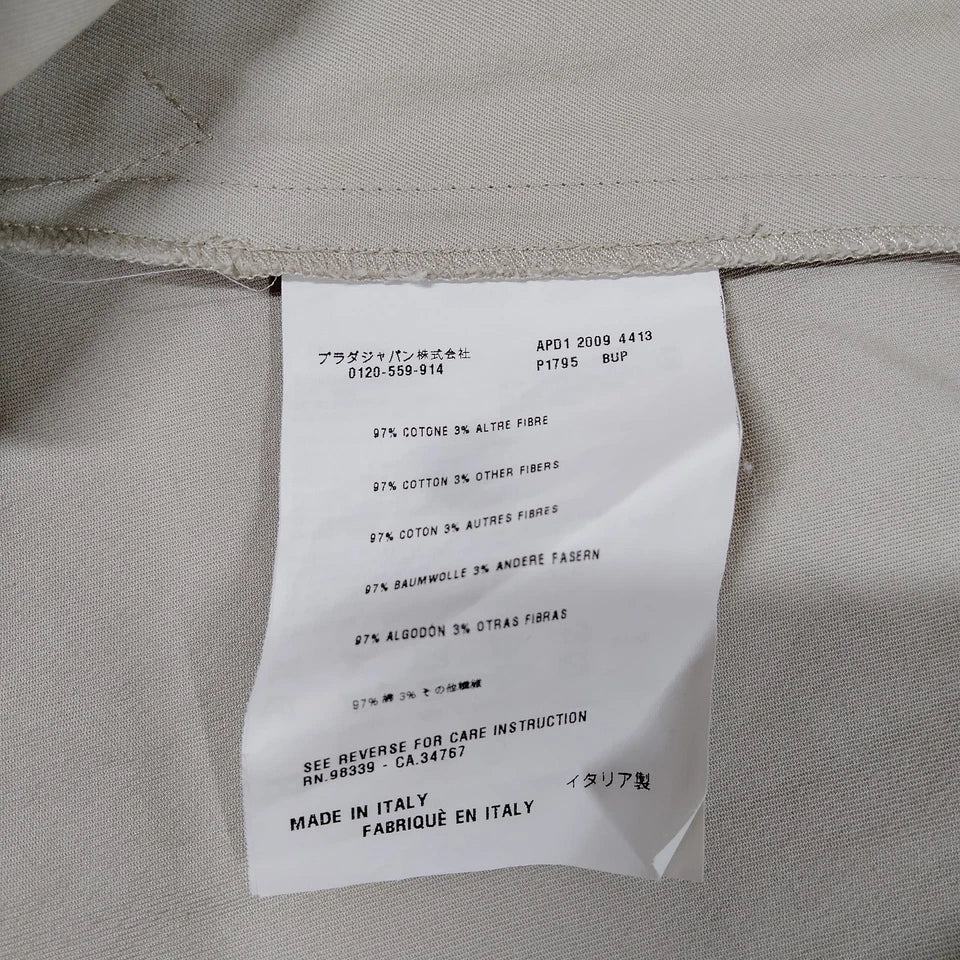 プラダジャパン株式会社
0120-559-914
APD1 2009 4413
P1795 BUP
97% COTONE 3% ALTRE FIBRE
97% COTTON 3% OTHER FIBERS
97% COTON 3% AUTRES FIBRES
97% BAUMWOLLE 3% ANDERE FASERN
97% ALGODÓN 3% OTRAS FIBRAS
97% 綿 3% その他繊維
SEE REVERSE FOR CARE INSTRUCTION
RN.98339 - CA.34767
イタリア製
MADE IN ITALY
FABRIQUÈ EN ITALY